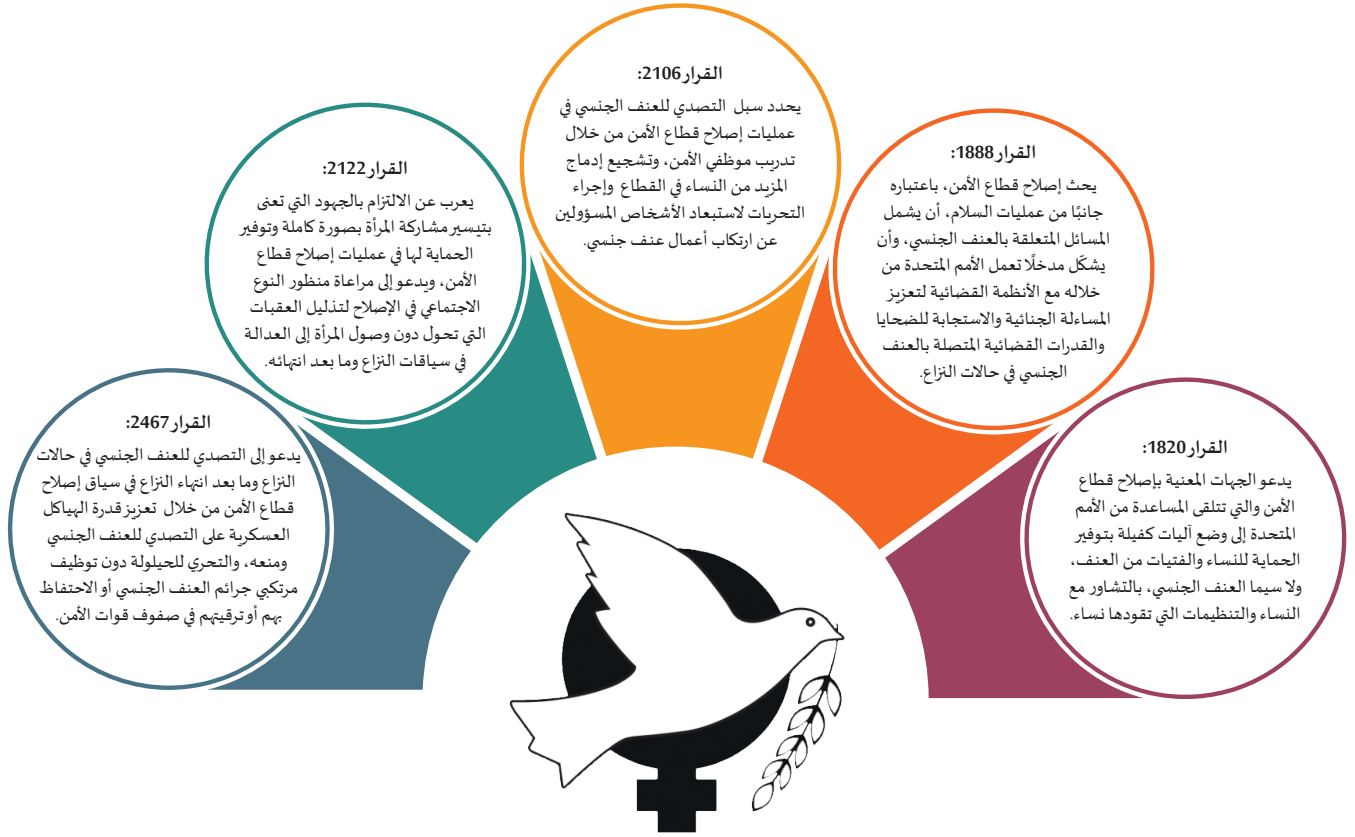 القرار 1820:
يدعو الجهات المعنية بإصلاح قطاع
الأمن والتي تتلقى المساعدة من الأمم
المتحدة إلى وضع آليات كفيلة بتوفير
الحماية للنساء والفتيات من العنف،
ولا سيما العنف الجنسي، بالتشاور مع
النساء والتنظيمات التي تقودها نساء.
القرار 1888:
يحث إصلاح قطاع الأمن، باعتباره
جانبًا من عمليات السلام، أن يشمل
المسائل المتعلقة بالعنف الجنسي، وأن
يشكّل مدخلًا تعمل الأمم المتحدة من
خلاله مع الأنظمة القضائية لتعزيز
المساءلة الجنائية والاستجابة للضحايا
والقدرات القضائية المتصلة بالعنف
الجنسي في حالات النزاع.
القرار 2106:
يحدد سبل التصدي للعنف الجنسي في
عمليات إصلاح قطاع الأمن من خلال
تدريب موظفي الأمن، وتشجيع إدماج
المزيد من النساء في القطاع وإجراء
التحريات لاستبعاد الأشخاص المسؤولين
عن ارتكاب أعمال عنف جنسي.
القرار 2122:
يعرب عن الالتزام بالجهود التي تعنى
بتيسير مشاركة المرأة بصورة كاملة وتوفير
الحماية لها في عمليات إصلاح قطاع
الأمن، ويدعو إلى مراعاة منظور النوع
الاجتماعي في الإصلاح لتذليل العقبات
التي تحول دون وصول المرأة إلى العدالة
في سياقات النزاع وما بعد انتهائه.
القرار 2467:
يدعو إلى التصدي للعنف الجنسي في حالات
النزاع وما بعد انتهاء النزاع في سياق إصلاح
قطاع الأمن من خلال تعزيز قدرة الهياكل
العسكرية على التصدي للعنف الجنسي
ومنعه، والتحري للحيلولة دون توظيف
مرتكبي جرائم العنف الجنسي أو الاحتفاظ
بهم أو ترقيتهم في صفوف قوات الأمن.